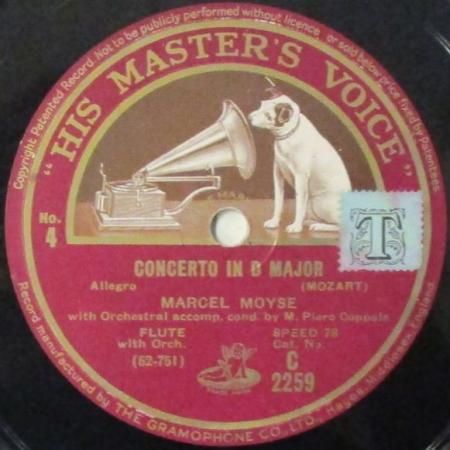 Copyright. Patented Record. Not to be publicly performed without licence. or sold below price fixed by Patentees.
"HIS MASTER'S VOICE"
No.
4
T
CONCERTO IN D MAJOR
Allegro (MOZART)
MARCEL MOYSE
with Orchestral accomp. cond. by M. Piero Coppola
FLUTE SPEED 78
with Orch. Cat. No.
(52-751) C
2259
Record manufactured by THE GRAMOPHONE CO., LTD., Hayes, Middlesex, England.